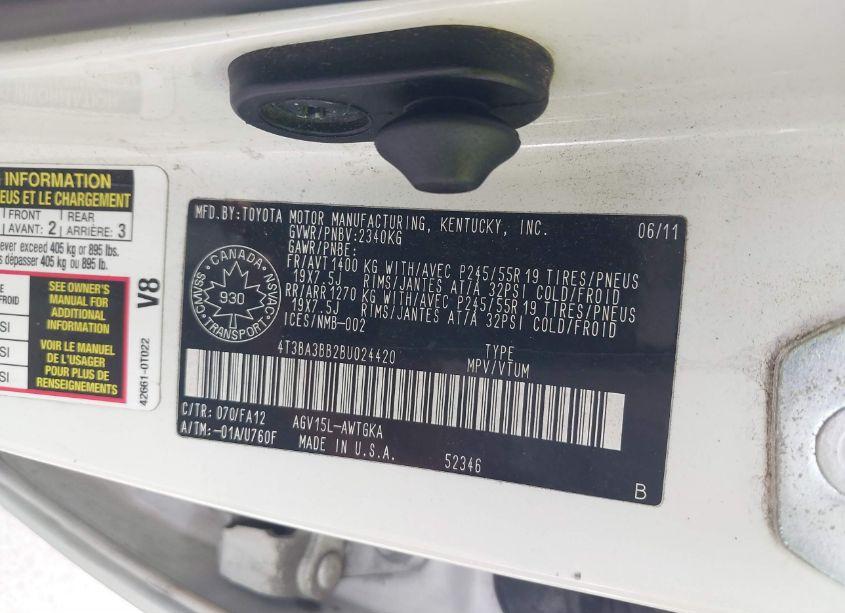 INFORMATION
NEUS ET LE CHARGEMENT
FRONT
AVANT: 2
REAR
ARRIÈRE: 3
ever exceed 405 kg or 895 lbs.
dépasser 405 kg ou 895 lb.
FROID
SI
SI
SI
SEE OWNER'S
MANUAL FOR
ADDITIONAL
INFORMATION
VOIR LE MANUEL
DE L'USAGER
POUR PLUS DE
RENSEIGNEMENTS
V8
42661-0T022
MFD.BY:TOYOTA MOTOR MANUFACTURING, KENTUCKY, INC. 06/11
GVWR/PNBV:2340KG
GAWR/PNBE:
FR/AVT1400 KG WITH/AVEC P245/55R19 TIRES/PNEUS
19X7.5J RIMS/JANTES AT/A 32PSI COLD/FROID
RR/ARR1270 KG WITH/AVEC P245/55R19 TIRES/PNEUS
19X7.5J RIMS/JANTES AT/A 32PSI COLD/FROID
ICES/NMB-002
CANADA
CMVSS
NSVAC
930
TRANSPORT
4T3BA3BB2BU024420
TYPE
MPV/VTUM
C/TR: 070/FA12
A/TM:-01A/U760F
AGV15L-AWTGKA
MADE IN U.S.A.
52346
B